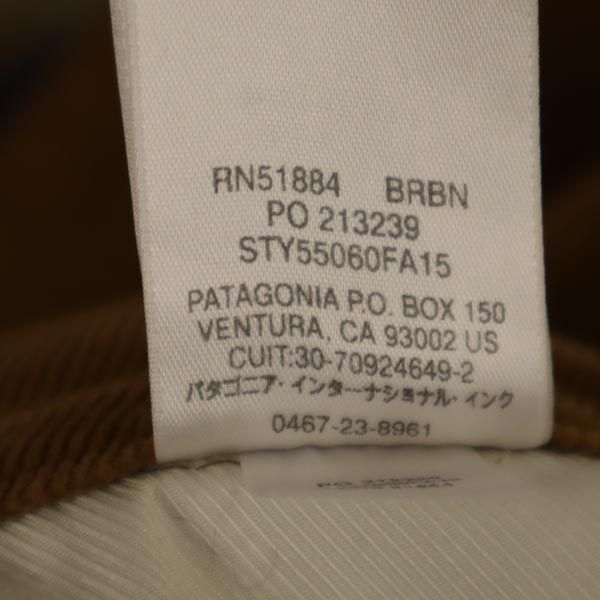 RN51884 BRBN
PO 213239
STY55060FA15
PATAGONIA P.O. BOX 150
VENTURA, CA 93002 US
CUIT:30-70924649-2
パタゴニア・インターナショナル・インク
0467-23-8961
PO